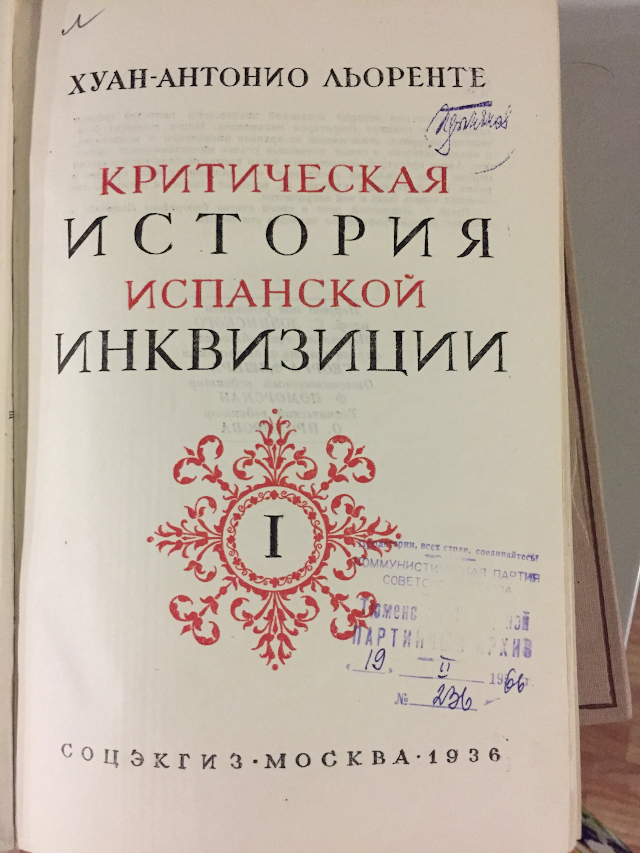 ХУАН-АНТОНИО ЛЬОРЕНТЕ
КРИТИЧЕСКАЯ
ИСТОРИЯ
ИСПАНСКОЙ
ИНКВИЗИЦИИ
I
Пролетарии, всех стран, соединяйтесь!
КОММУНИСТИЧЕСКАЯ ПАРТИЯ
СОВЕТСКОГО
ПАРТИЙНЫЙ АРХИВ
"19" II 1966 г.
№ 236
СОЦЭКГИЗ·МОСКВА·1936